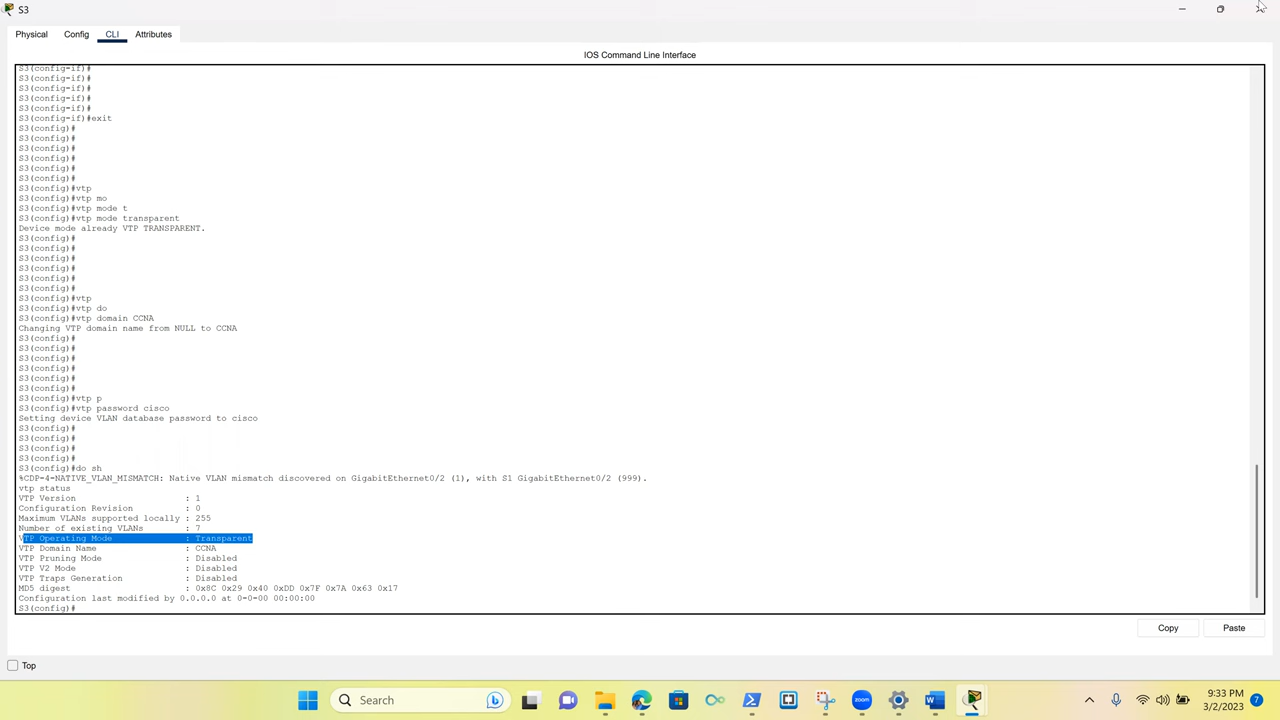 S3
Physical Config CLI Attributes
IOS Command Line Interface
S3(config-if)#
S3(config-if)#
S3(config-if)#
S3(config-if)#
S3(config-if)#
S3(config-if)#exit
S3(config)#
S3(config)#
S3(config)#
S3(config)#
S3(config)#
S3(config)#
S3(config)#vtp
S3(config)#vtp mo
S3(config)#vtp mode t
S3(config)#vtp mode transparent
Device mode already VTP TRANSPARENT.
S3(config)#
S3(config)#
S3(config)#
S3(config)#
S3(config)#
S3(config)#
S3(config)#vtp
S3(config)#vtp do
S3(config)#vtp domain CCNA
Changing VTP domain name from NULL to CCNA
S3(config)#
S3(config)#
S3(config)#
S3(config)#
S3(config)#
S3(config)#
S3(config)#vtp p
S3(config)#vtp password cisco
Setting device VLAN database password to cisco
S3(config)#
S3(config)#
S3(config)#
S3(config)#
S3(config)#do sh
%CDP-4-NATIVE_VLAN_MISMATCH: Native VLAN mismatch discovered on GigabitEthernet0/2 (1), with S1 GigabitEthernet0/2 (999).
vtp status
VTP Version : 1
Configuration Revision : 0
Maximum VLANs supported locally : 255
Number of existing VLANs : 7
VTP Operating Mode : Transparent
VTP Domain Name : CCNA
VTP Pruning Mode : Disabled
VTP V2 Mode : Disabled
VTP Traps Generation : Disabled
MD5 digest : 0x8C 0x29 0x40 0xDD 0x7F 0x7A 0x63 0x17
Configuration last modified by 0.0.0.0 at 0-0-00 00:00:00
S3(config)#
Copy Paste
Top
Search
zoom
9:33 PM
3/2/2023
7